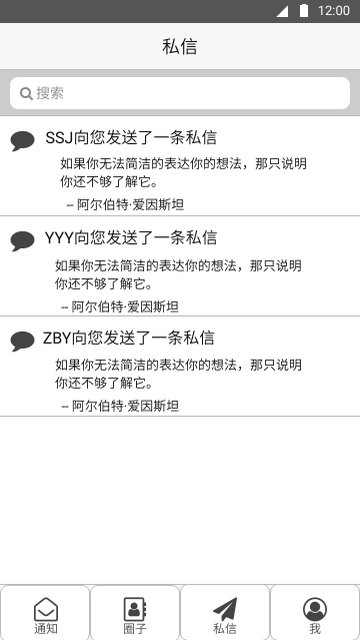 12:00
私信
搜索
SSJ向您发送了一条私信
如果你无法简洁的表达你的想法，那只说明
你还不够了解它。
-- 阿尔伯特·爱因斯坦
YYY向您发送了一条私信
如果你无法简洁的表达你的想法，那只说明
你还不够了解它。
-- 阿尔伯特·爱因斯坦
ZBY向您发送了一条私信
如果你无法简洁的表达你的想法，那只说明
你还不够了解它。
-- 阿尔伯特·爱因斯坦
通知 圈子 私信 我